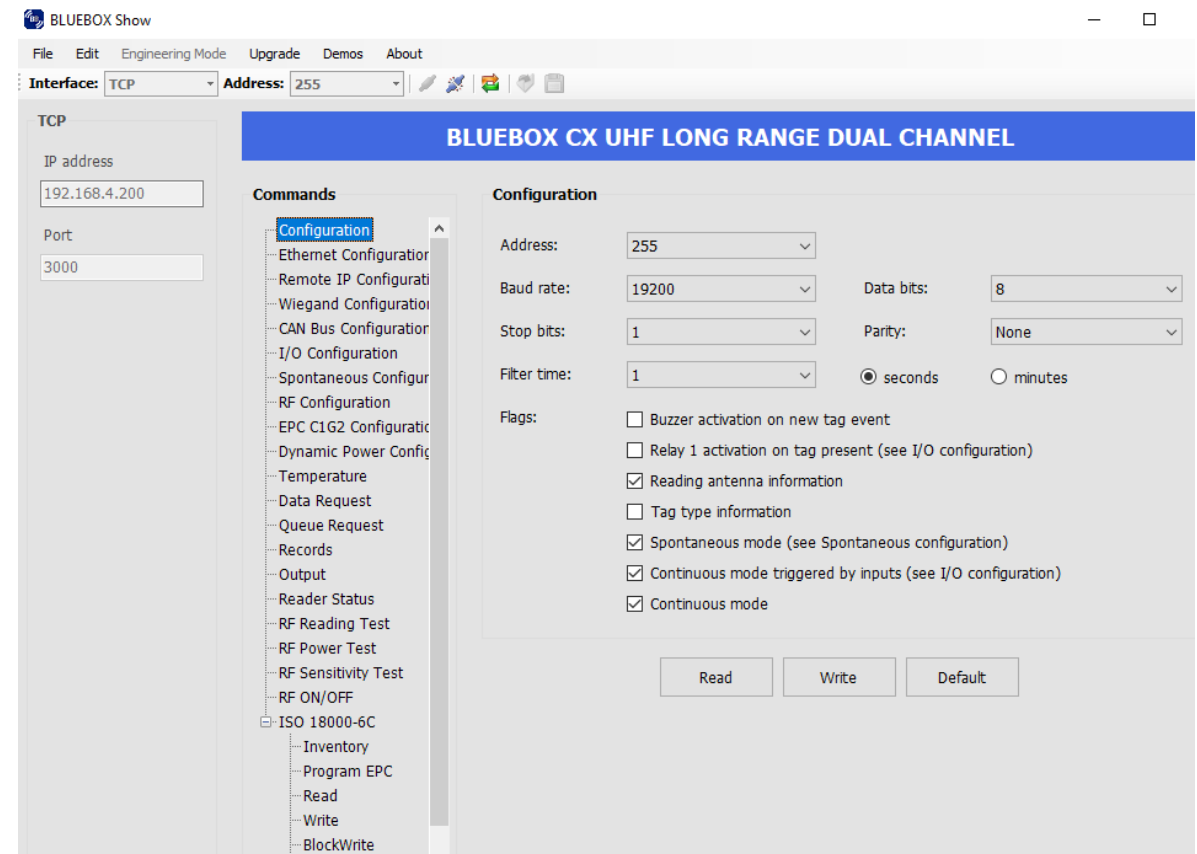 BLUEBOX Show
File Edit Engineering Mode Upgrade Demos About
Interface: TCP Address: 255
TCP
IP address
192.168.4.200
Port
3000
BLUEBOX CX UHF LONG RANGE DUAL CHANNEL
Commands
Configuration
Ethernet Configuration
Remote IP Configurati
Wiegand Configuration
CAN Bus Configuration
I/O Configuration
Spontaneous Configur
RF Configuration
EPC C1G2 Configuratic
Dynamic Power Config
Temperature
Data Request
Queue Request
Records
Output
Reader Status
RF Reading Test
RF Power Test
RF Sensitivity Test
RF ON/OFF
ISO 18000-6C
Inventory
Program EPC
Read
Write
BlockWrite
Configuration
Address: 255
Baud rate: 19200 Data bits: 8
Stop bits: 1 Parity: None
Filter time: 1 seconds minutes
Flags: Buzzer activation on new tag event
Relay 1 activation on tag present (see I/O configuration)
Reading antenna information
Tag type information
Spontaneous mode (see Spontaneous configuration)
Continuous mode triggered by inputs (see I/O configuration)
Continuous mode
Read Write Default